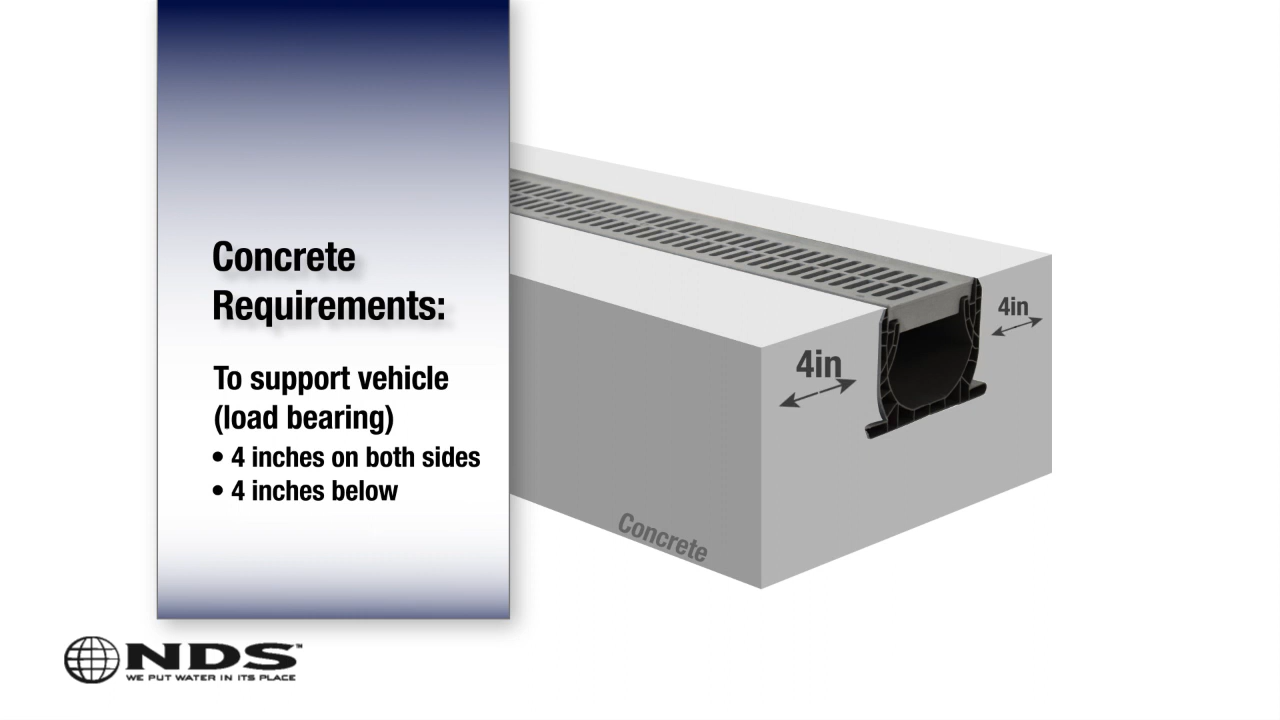 Concrete
Requirements:
To support vehicle
(load bearing)
• 4 inches on both sides
• 4 inches below
4in
4in
Concrete
NDS™
WE PUT WATER IN ITS PLACE